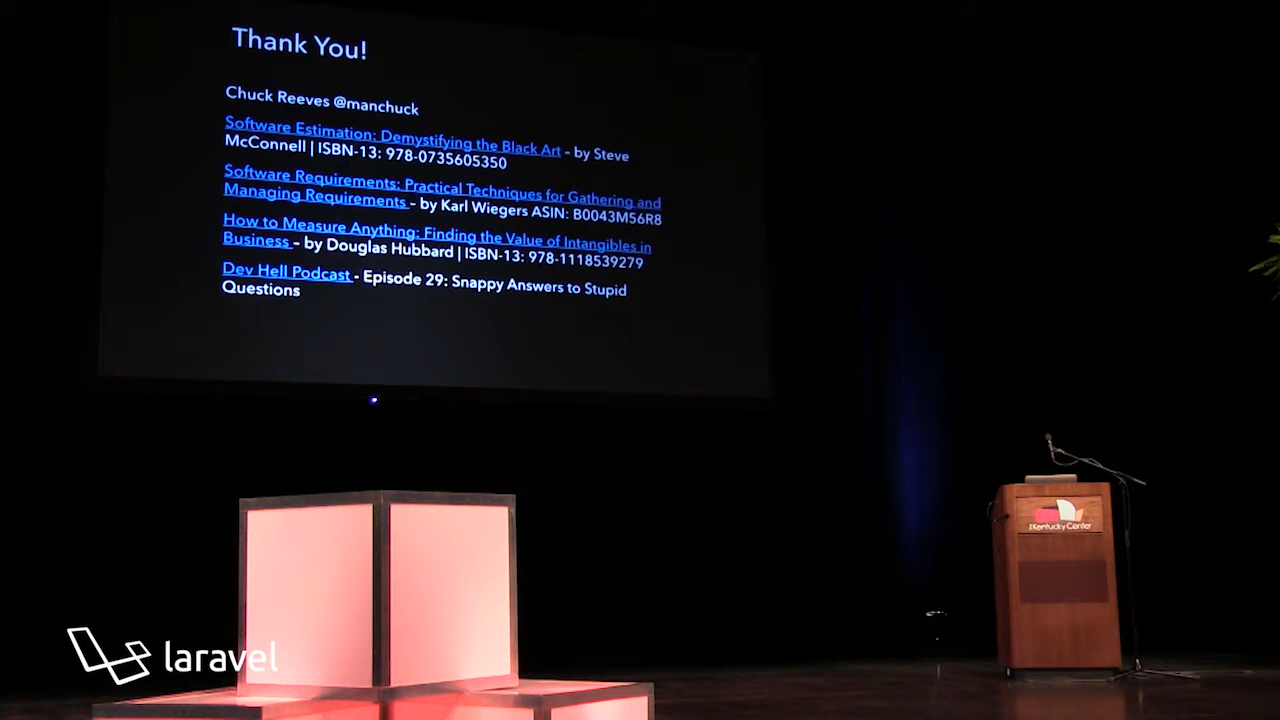 Thank You!
Chuck Reeves @manchuck
Software Estimation: Demystifying the Black Art - by Steve
McConnell | ISBN-13: 978-0735605350
Software Requirements: Practical Techniques for Gathering and
Managing Requirements - by Karl Wiegers ASIN: B0043M56R8
How to Measure Anything: Finding the Value of Intangibles in
Business - by Douglas Hubbard | ISBN-13: 978-1118539279
Dev Hell Podcast - Episode 29: Snappy Answers to Stupid
Questions
The Kentucky Center
laravel